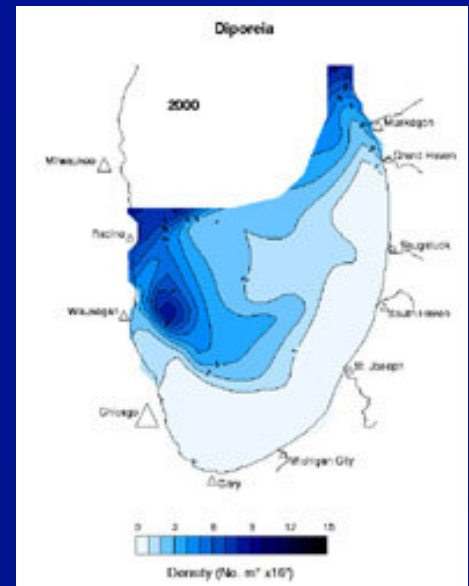 Diporeia
2000
Muskegon
Milwaukee
Grand Haven
Racine
Saugatuck
Waukegan
South Haven
St. Joseph
Chicago
Michigan City
Gary
0 3 6 9 12 15
Density (No. m² x10³)